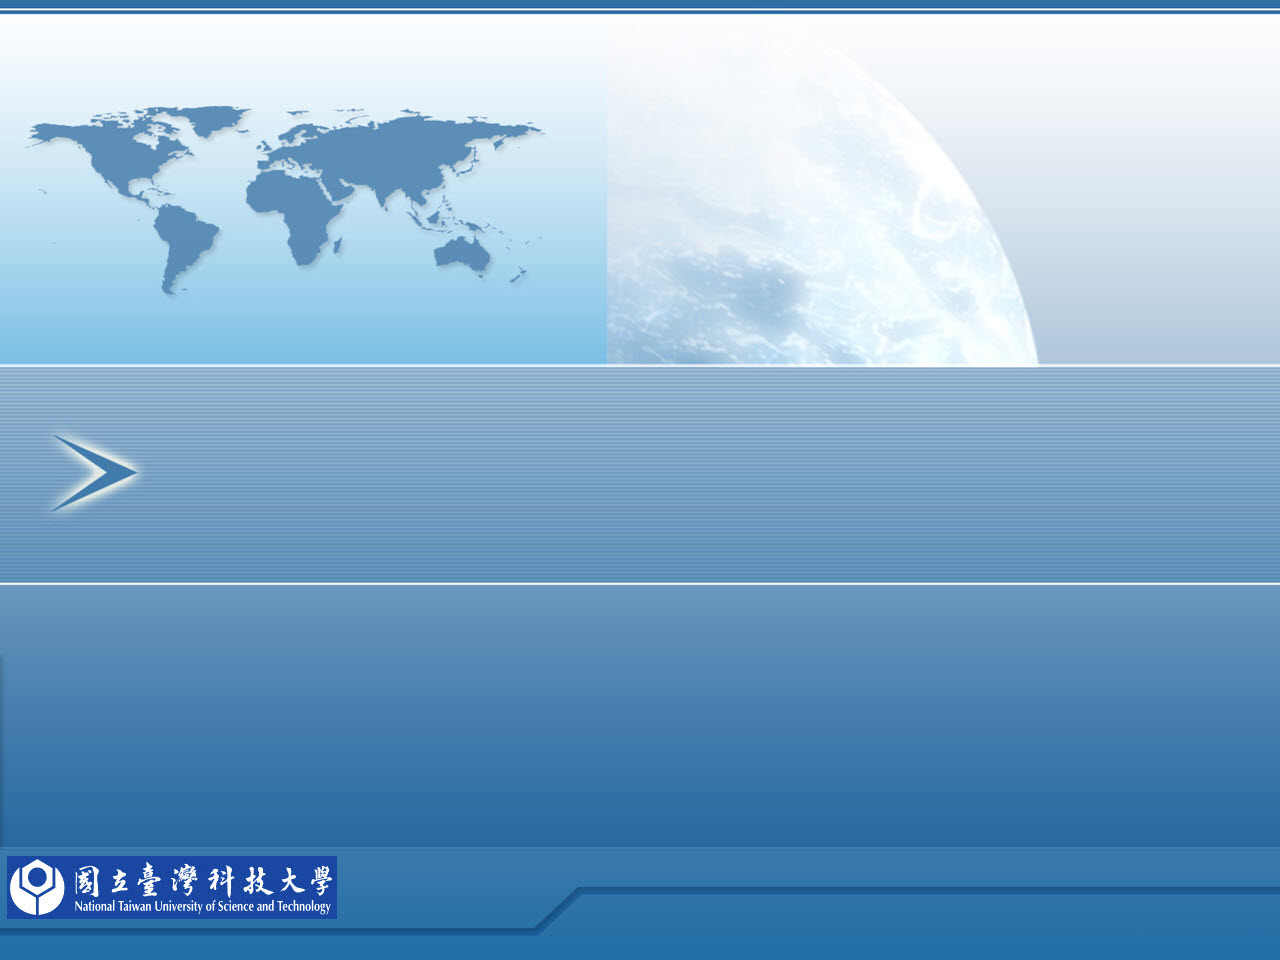 國立臺灣科技大學
National Taiwan University of Science and Technology